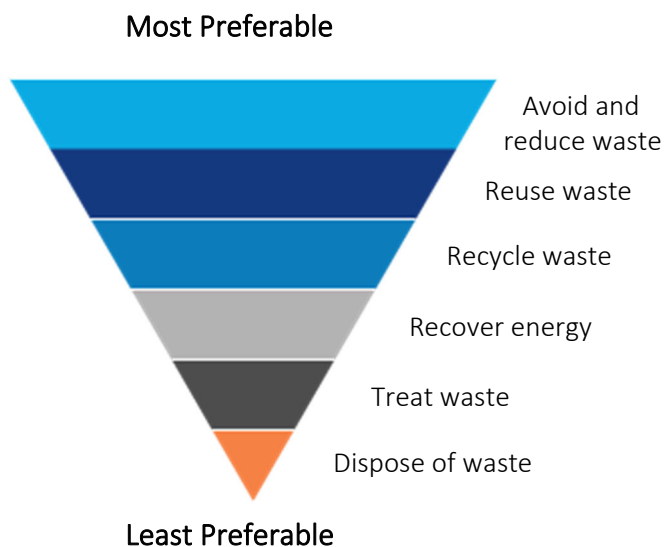 Most Preferable
Avoid and
reduce waste
Reuse waste
Recycle waste
Recover energy
Treat waste
Dispose of waste
Least Preferable